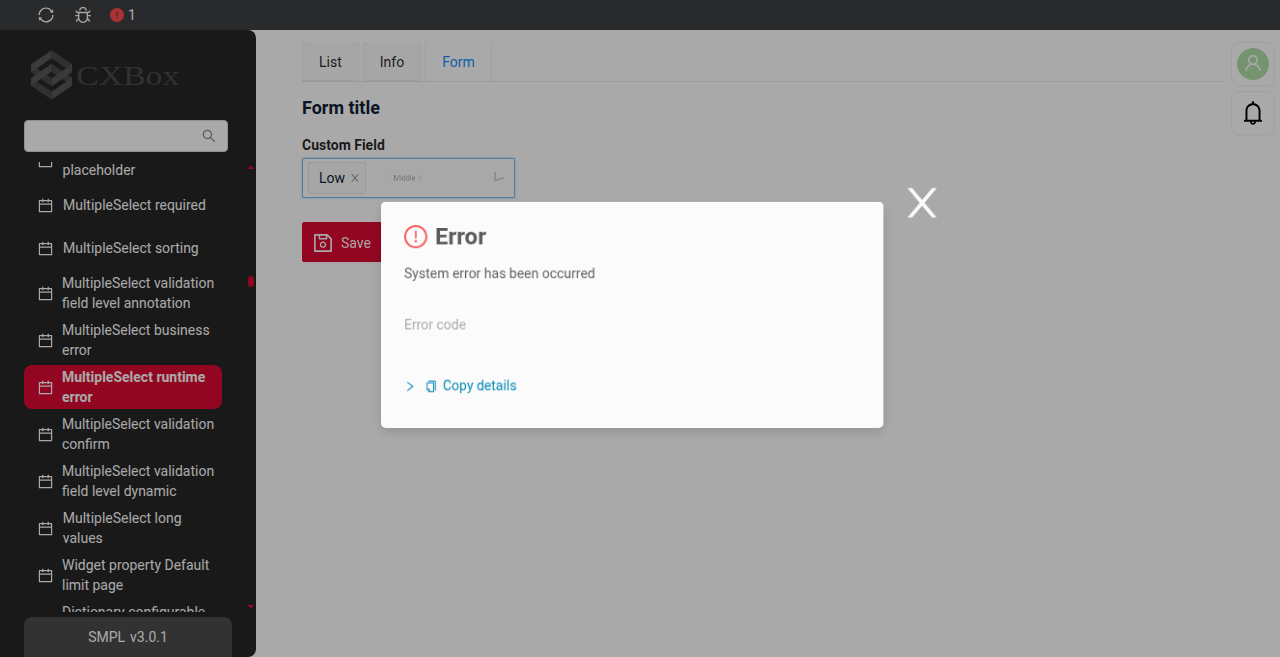 1
CXBox
placeholder
MultipleSelect required
MultipleSelect sorting
MultipleSelect validation
field level annotation
MultipleSelect business
error
MultipleSelect runtime
error
MultipleSelect validation
confirm
MultipleSelect validation
field level dynamic
MultipleSelect long
values
Widget property Default
limit page
Dictionary configurable
SMPL v3.0.1
List
Info
Form
Form title
Custom Field
Low
Middle
Save
Error
System error has been occurred
Error code
Copy details